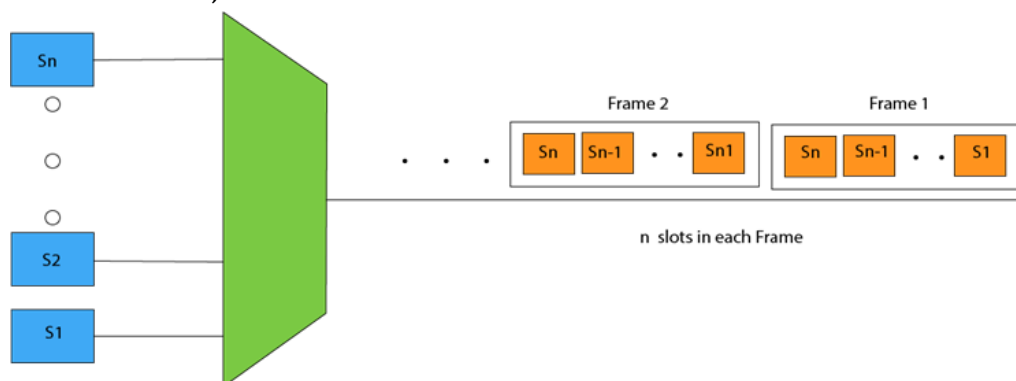 Sn
S2
S1
Frame 2
Sn Sn-1 . . Sn1
Frame 1
Sn Sn-1 . . S1
. . .
n slots in each Frame